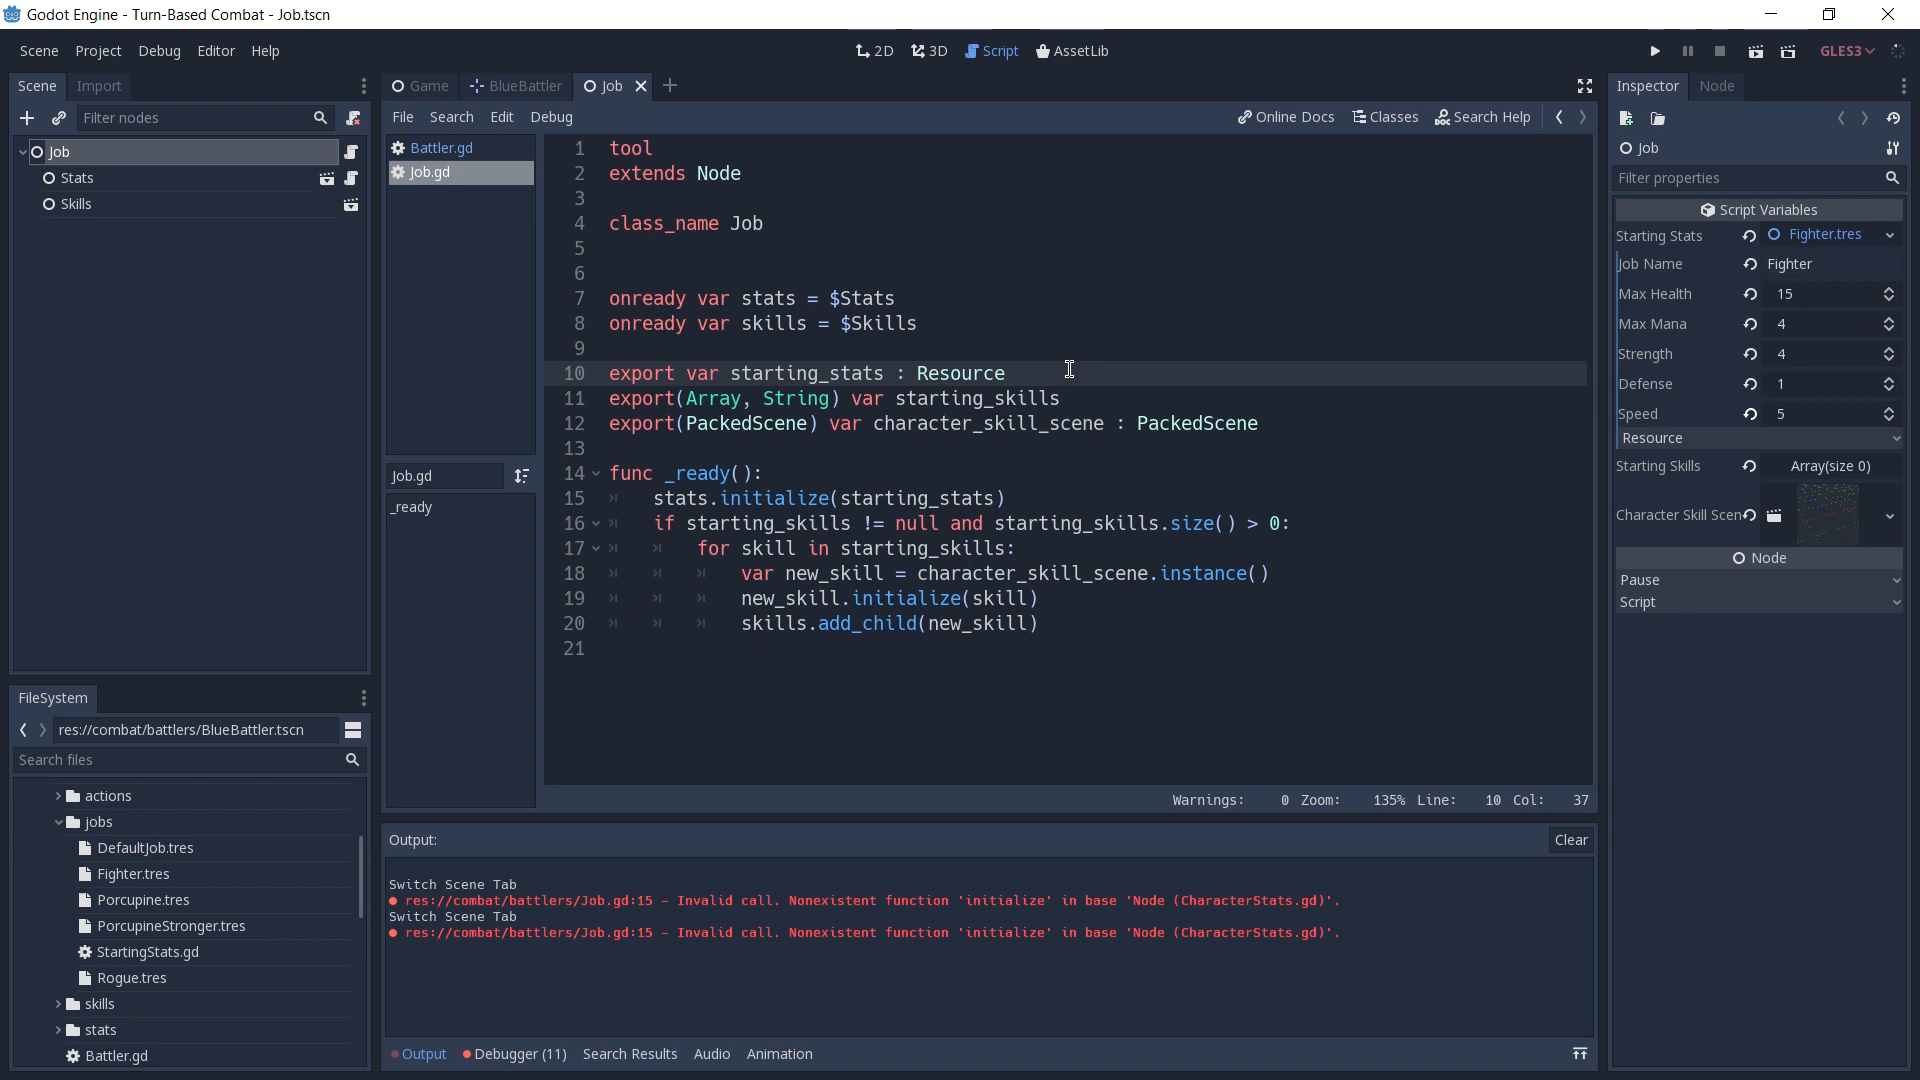 Godot Engine - Turn-Based Combat - Job.tscn
Scene Project Debug Editor Help
2D 3D Script AssetLib
GLES3
Scene Import
Filter nodes
Job
Stats
Skills
FileSystem
res://combat/battlers/BlueBattler.tscn
Search files
actions
jobs
DefaultJob.tres
Fighter.tres
Porcupine.tres
PorcupineStronger.tres
StartingStats.gd
Rogue.tres
skills
stats
Battler.gd
Game BlueBattler Job
File Search Edit Debug
Online Docs Classes Search Help
Battler.gd
Job.gd
Job.gd
_ready
1 tool
2 extends Node
3
4 class_name Job
5
6
7 onready var stats = $Stats
8 onready var skills = $Skills
9
10 export var starting_stats : Resource
11 export(Array, String) var starting_skills
12 export(PackedScene) var character_skill_scene : PackedScene
13
14 func _ready():
15 stats.initialize(starting_stats)
16 if starting_skills != null and starting_skills.size() > 0:
17 for skill in starting_skills:
18 var new_skill = character_skill_scene.instance()
19 new_skill.initialize(skill)
20 skills.add_child(new_skill)
21
Warnings: 0 Zoom: 135% Line: 10 Col: 37
Output:
Clear
Switch Scene Tab
res://combat/battlers/Job.gd:15 - Invalid call. Nonexistent function 'initialize' in base 'Node (CharacterStats.gd)'.
Switch Scene Tab
res://combat/battlers/Job.gd:15 - Invalid call. Nonexistent function 'initialize' in base 'Node (CharacterStats.gd)'.
Output Debugger (11) Search Results Audio Animation
Inspector Node
Job
Filter properties
Script Variables
Starting Stats Fighter.tres
Job Name Fighter
Max Health 15
Max Mana 4
Strength 4
Defense 1
Speed 5
Resource
Starting Skills Array(size 0)
Character Skill Scen
Node
Pause
Script